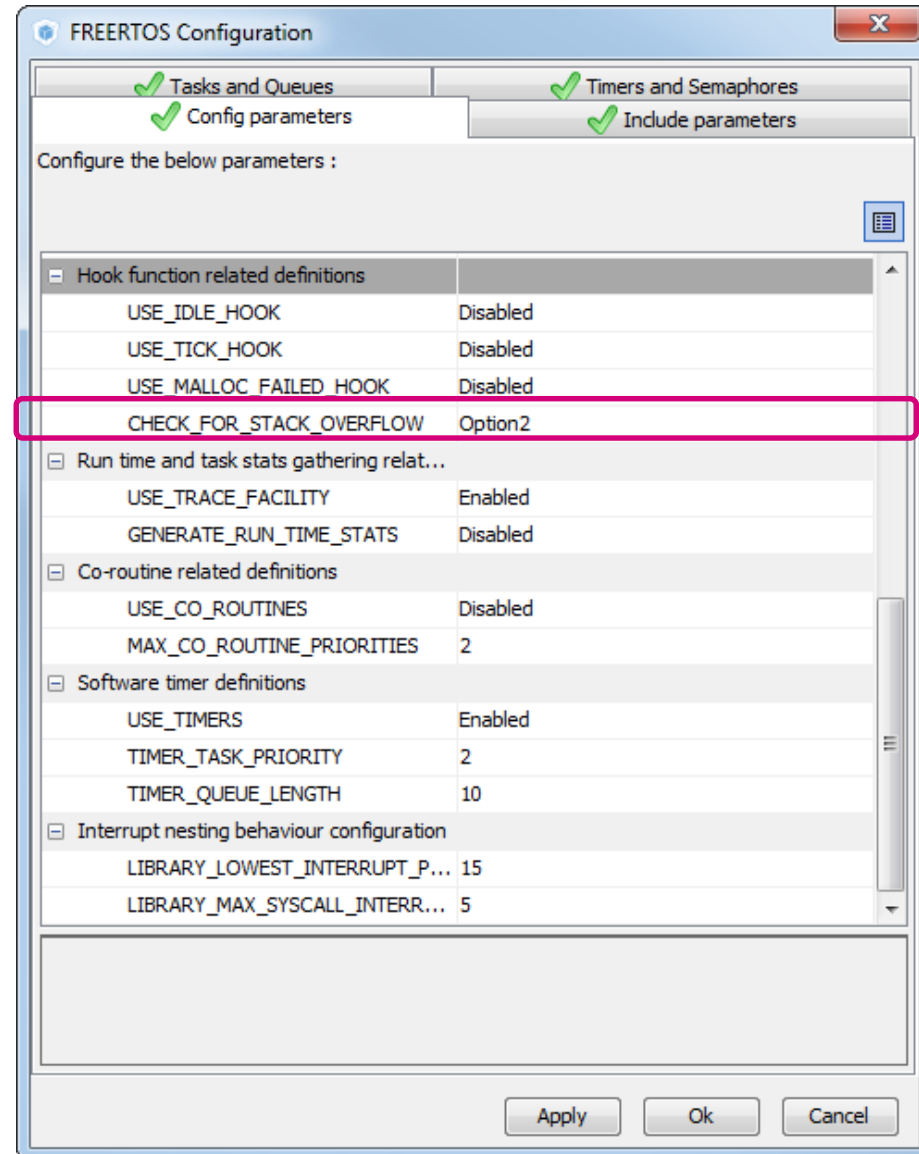 FREERTOS Configuration
Tasks and Queues
Timers and Semaphores
Config parameters
Include parameters
Configure the below parameters :
Hook function related definitions
USE_IDLE_HOOK Disabled
USE_TICK_HOOK Disabled
USE_MALLOC_FAILED_HOOK Disabled
CHECK_FOR_STACK_OVERFLOW Option2
Run time and task stats gathering relat...
USE_TRACE_FACILITY Enabled
GENERATE_RUN_TIME_STATS Disabled
Co-routine related definitions
USE_CO_ROUTINES Disabled
MAX_CO_ROUTINE_PRIORITIES 2
Software timer definitions
USE_TIMERS Enabled
TIMER_TASK_PRIORITY 2
TIMER_QUEUE_LENGTH 10
Interrupt nesting behaviour configuration
LIBRARY_LOWEST_INTERRUPT_P... 15
LIBRARY_MAX_SYSCALL_INTERR... 5
Apply Ok Cancel